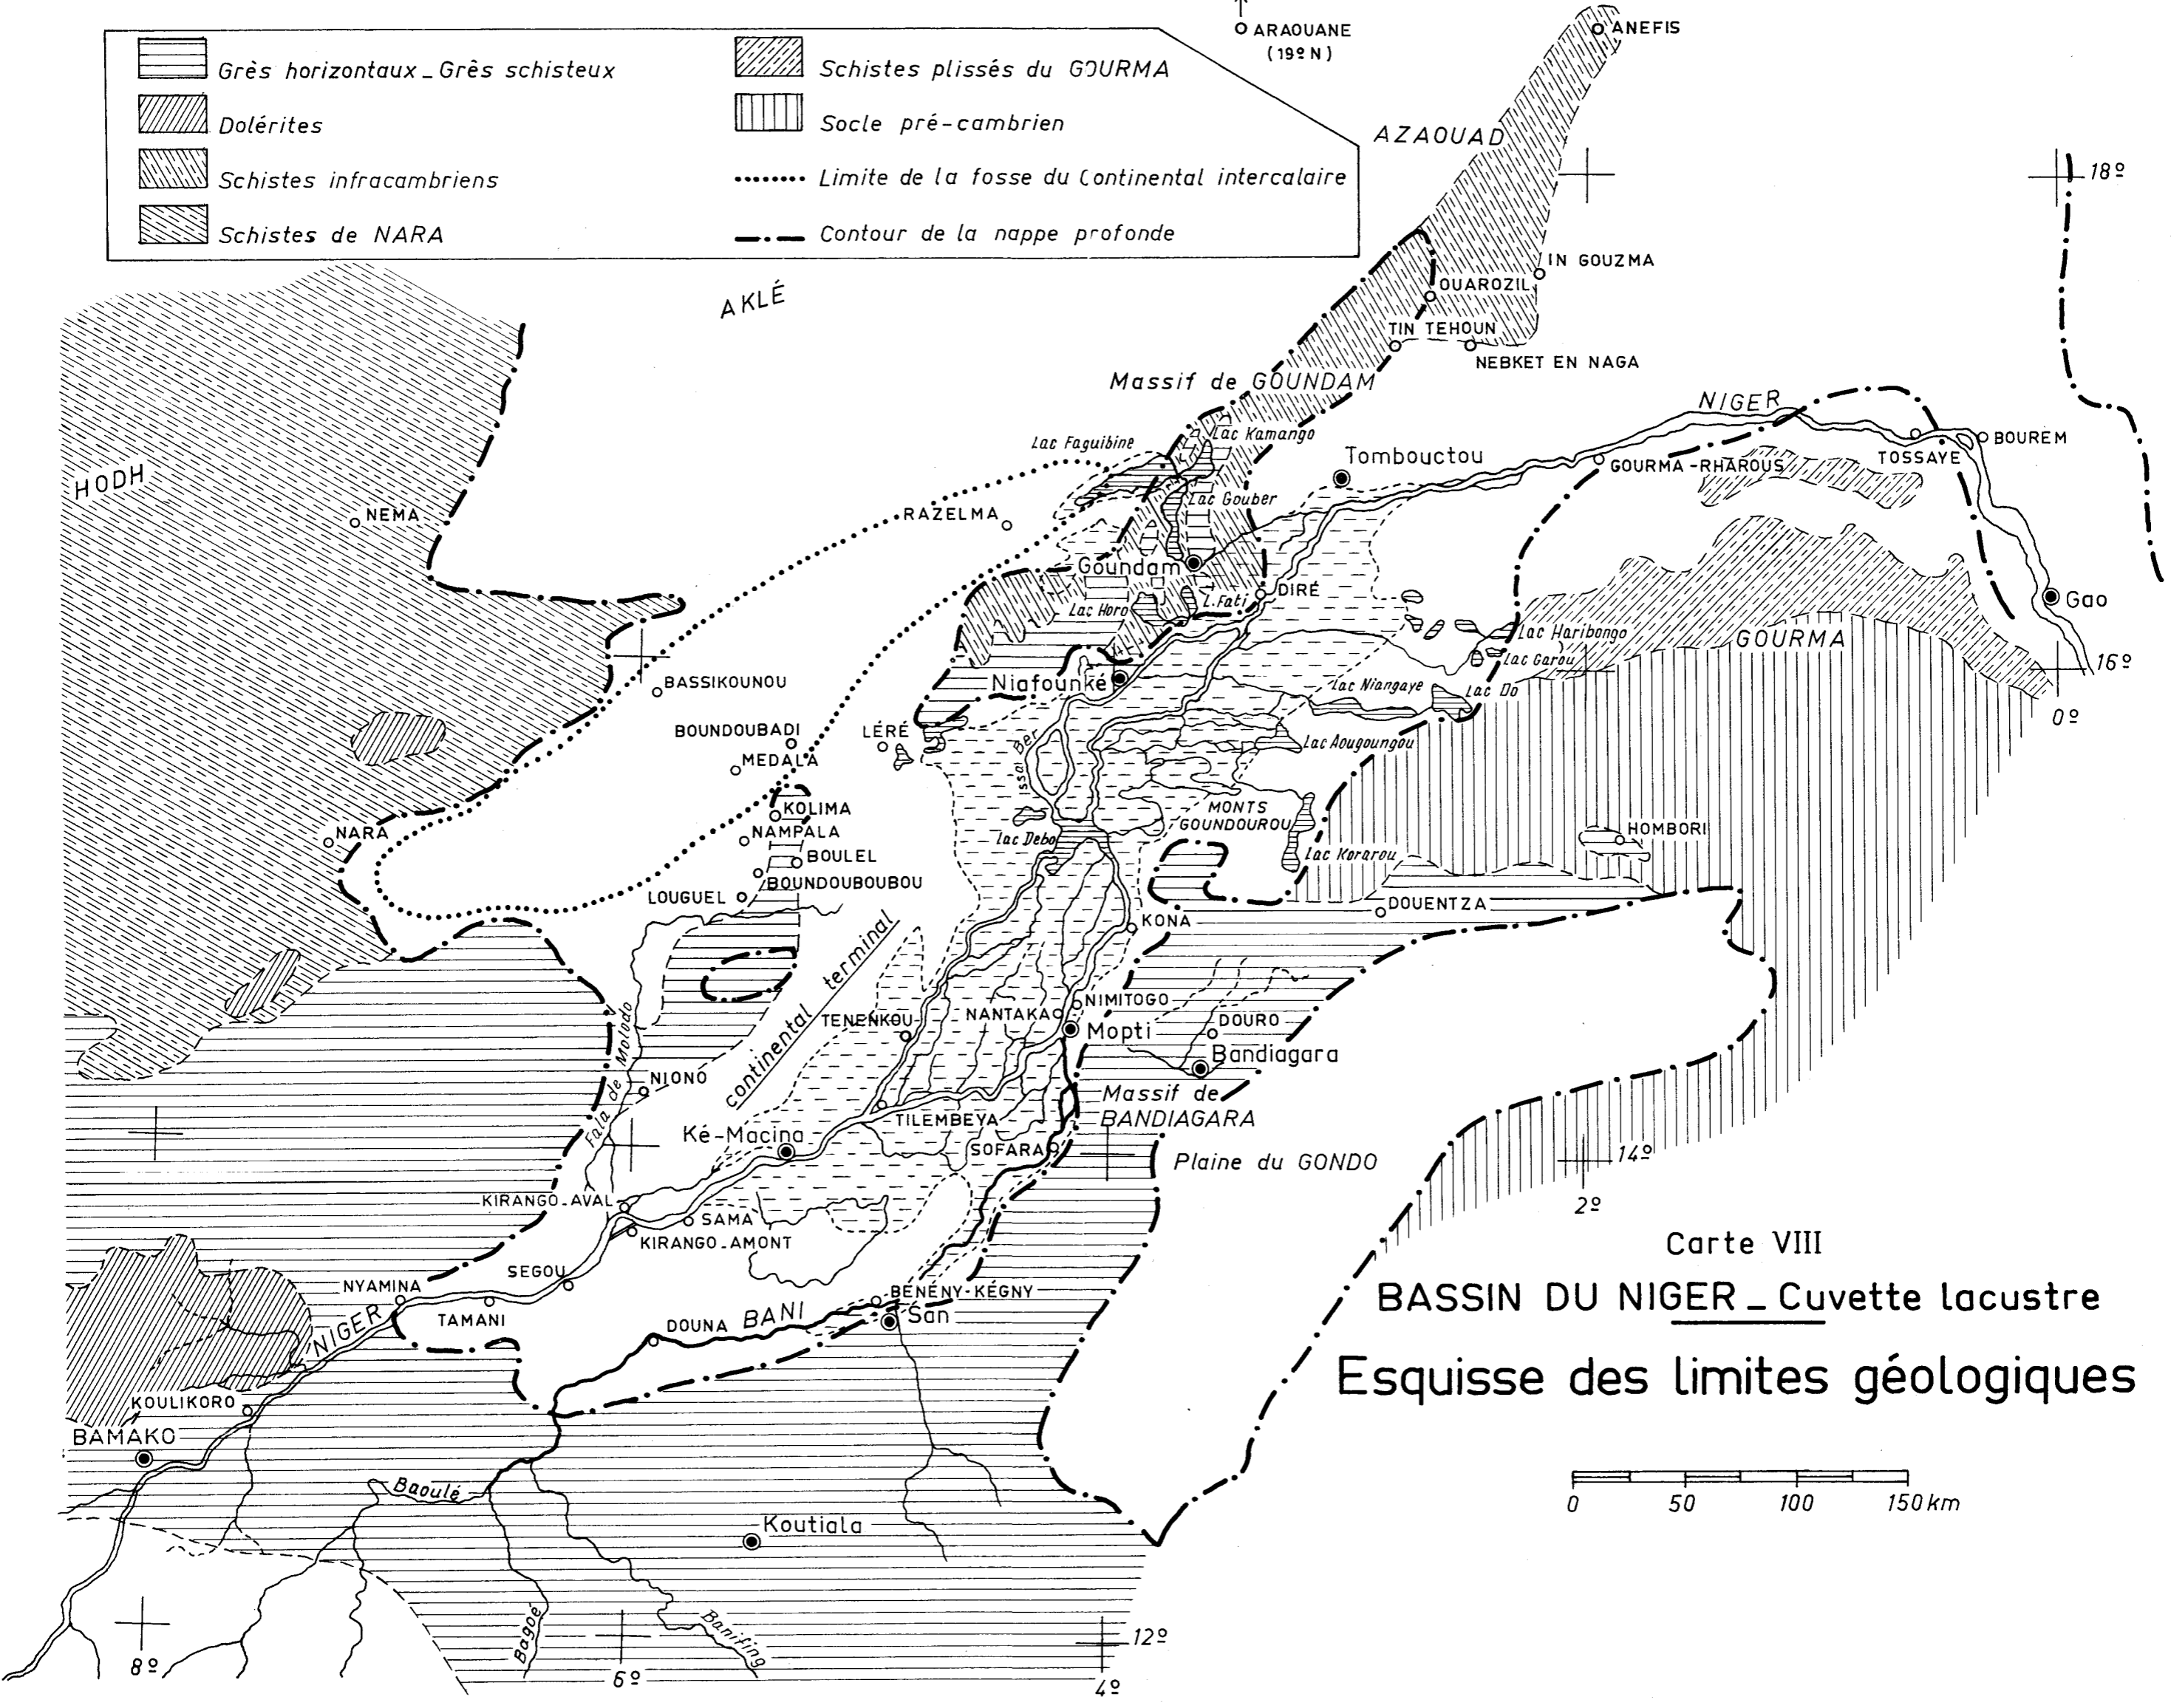 ARAOUANE
(19º N)
ANEFIS
Grès horizontaux _ Grès schisteux
Dolérites
Schistes infracambriens
Schistes de NARA
Schistes plissés du GOURMA
Socle pré-cambrien
Limite de la fosse du Continental intercalaire
Contour de la nappe profonde
AZAOUAD
18º
IN GOUZMA
OUAROZIL
TIN TEHOUN
NEBKET EN NAGA
AKLÉ
Massif de GOUNDAM
NIGER
Lac Faguibine
Lac Kamango
Tombouctou
BOUREM
TOSSAYE
GOURMA-RHAROUS
HODH
NEMA
RAZELMA
Lac Gouber
Goundam
DIRÉ
Gao
Lac Horo
L. Fati
Lac Haribongo
GOURMA
Lac Garou
16º
BASSIKOUNOU
Niafounké
Lac Niangaye
Lac Do
0º
BOUNDOUBADI
LÉRÉ
Issa Ber
Lac Aougoungou
MEDALA
KOLIMA
MONTS
GOUNDOUROU
NARA
NAMPALA
Lac Debo
HOMBORI
BOULEL
Lac Korarou
BOUNDOUBOUBOU
LOUGUEL
DOUENTZA
KONA
continental terminal
NIMITOGO
NANTAKA
TENENKOU
Mopti
DOURO
Bandiagara
Fala de Molodo
NIONO
Massif de
BANDIAGARA
TILEMBEYA
Ké-Macina
SOFARA
Plaine du GONDO
14º
2º
KIRANGO_AVAL
SAMA
KIRANGO_AMONT
Carte VIII
SEGOU
NYAMINA
BENÉNY-KÉGNY
BASSIN DU NIGER _ Cuvette lacustre
TAMANI
NIGER
DOUNA
BANI
San
Esquisse des limites géologiques
KOULIKORO
BAMAKO
Baoulé
0 50 100 150 km
Koutiala
Bagoé
Banifing
12º
8º
6º
4º